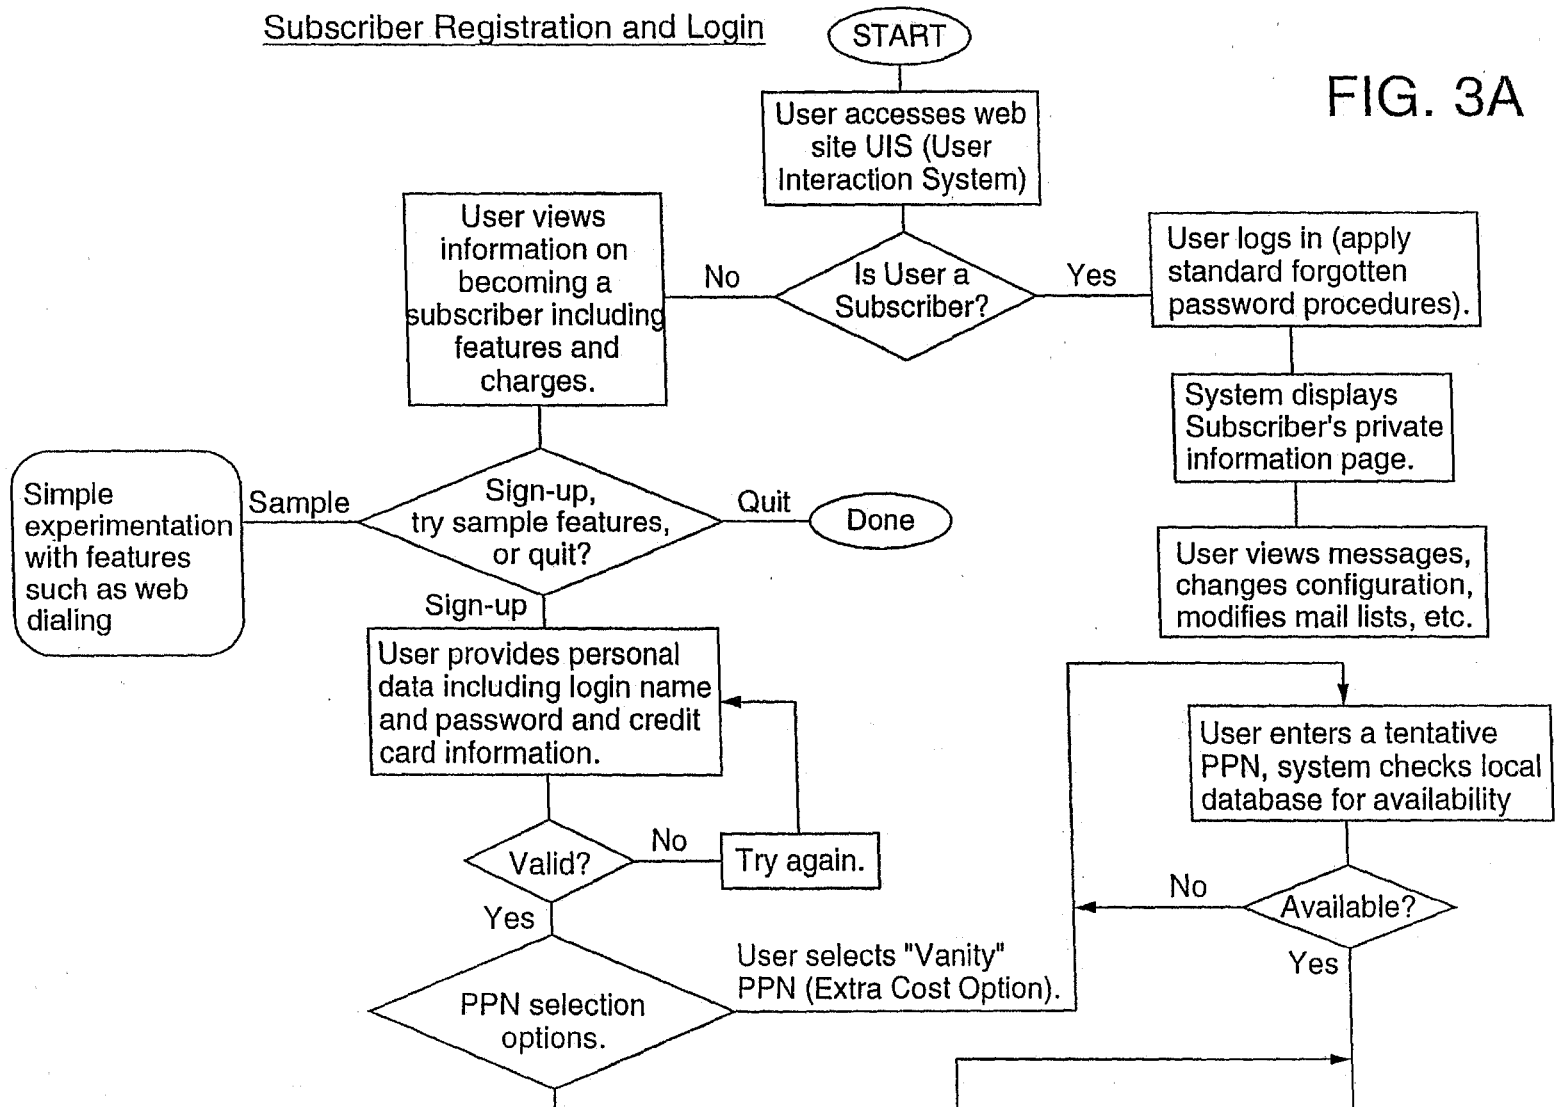 Subscriber Registration and Login
START
FIG. 3A
User accesses web
site UIS (User
Interaction System)
Is User a
Subscriber?
No
Yes
User views
information on
becoming a
subscriber including
features and
charges.
User logs in (apply
standard forgotten
password procedures).
System displays
Subscriber's private
information page.
User views messages,
changes configuration,
modifies mail lists, etc.
Sign-up,
try sample features,
or quit?
Sample
Simple
experimentation
with features
such as web
dialing
Quit
Done
Sign-up
User provides personal
data including login name
and password and credit
card information.
Valid?
No
Try again.
Yes
PPN selection
options.
User selects "Vanity"
PPN (Extra Cost Option).
User enters a tentative
PPN, system checks local
database for availability
Available?
No
Yes